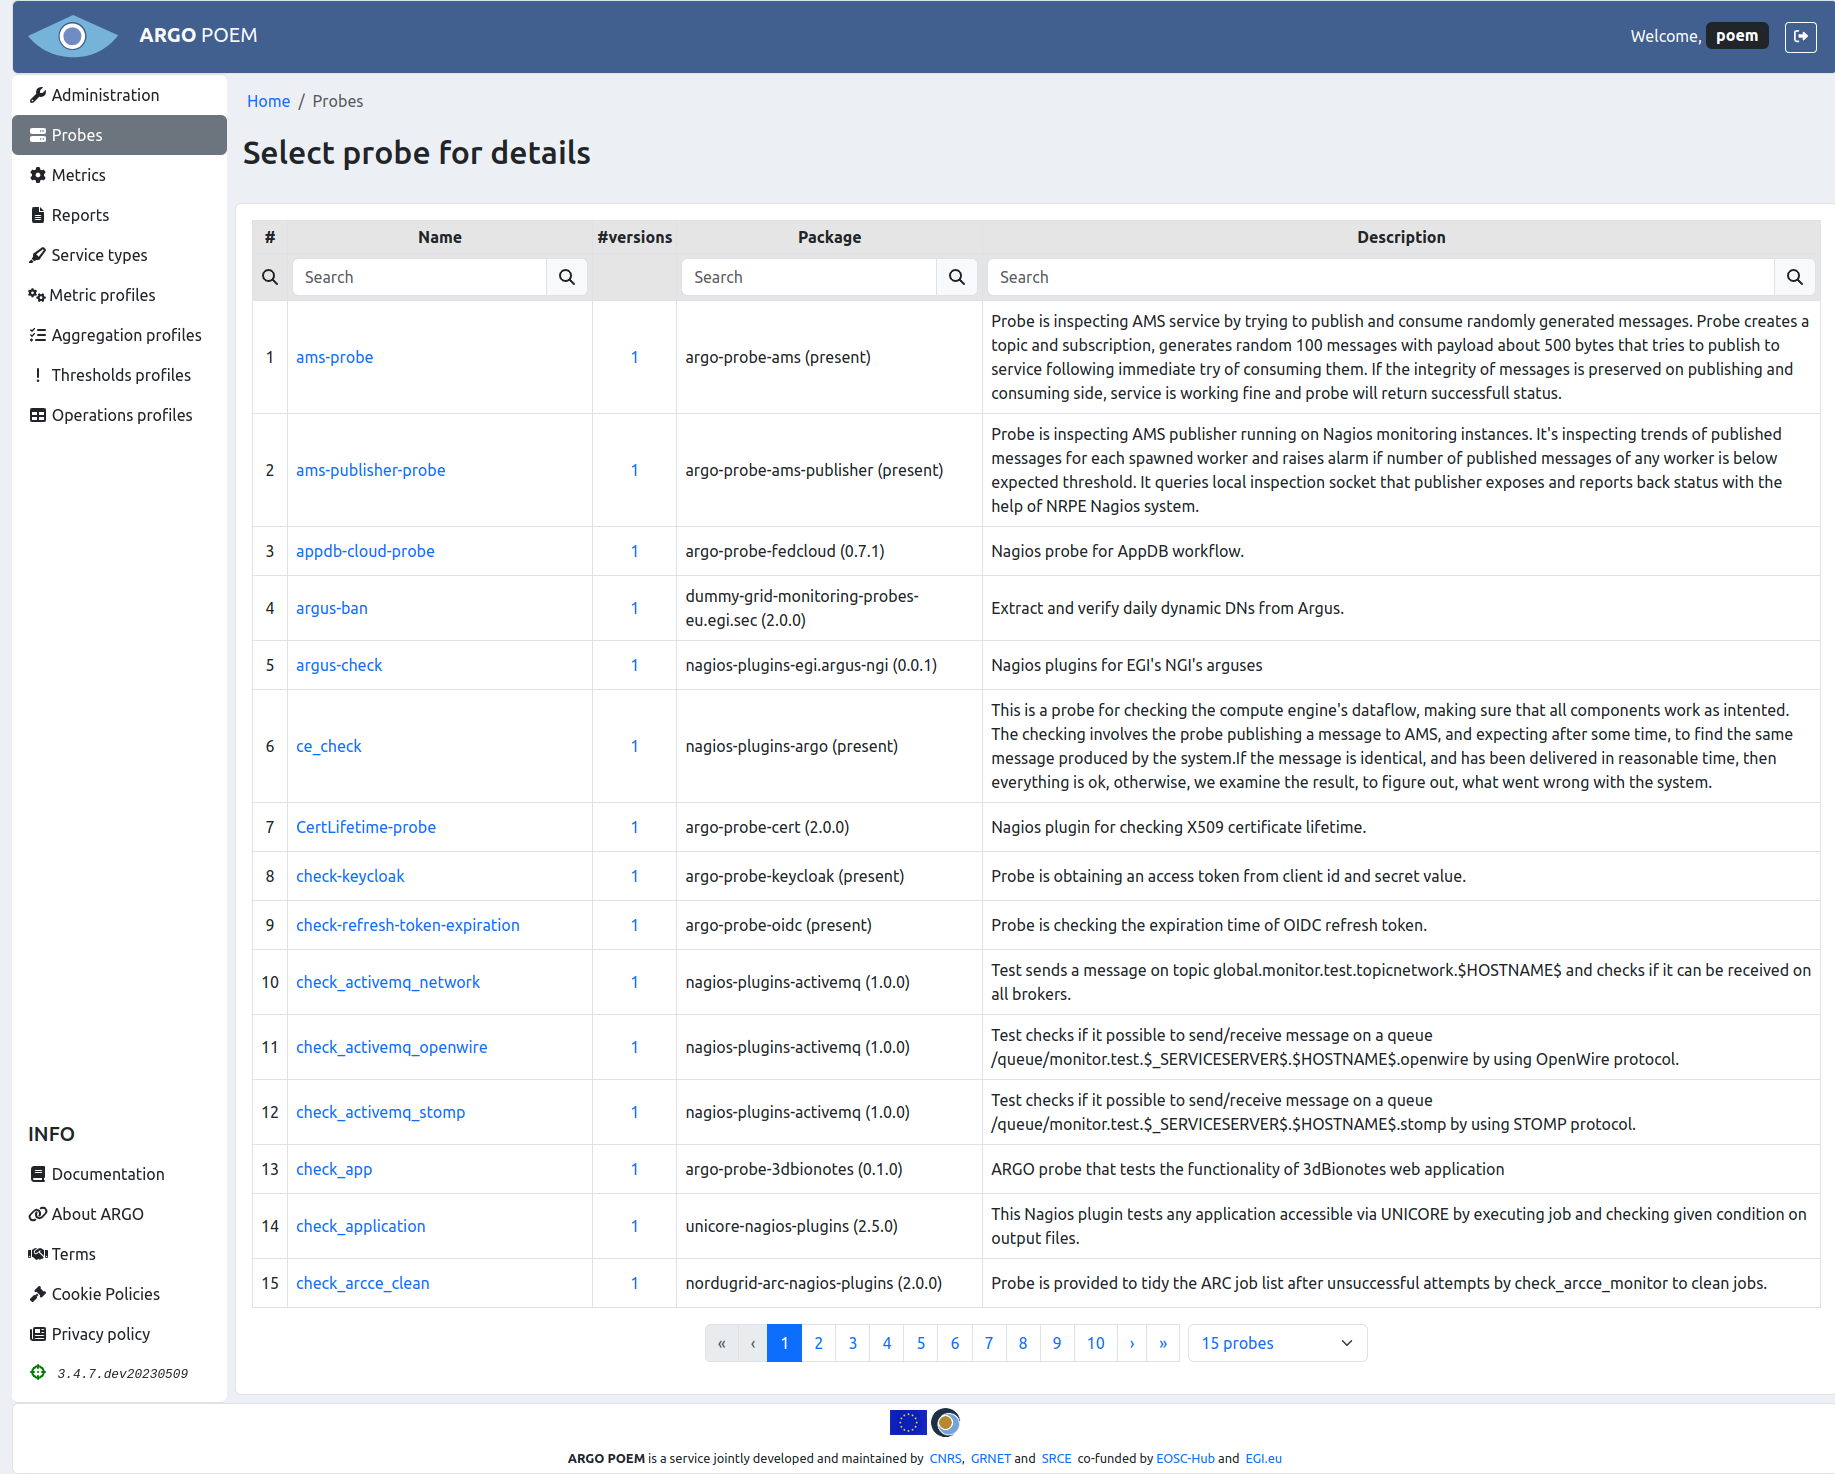 ARGO POEM
Welcome, poem
Administration
Probes
Metrics
Reports
Service types
Metric profiles
Aggregation profiles
Thresholds profiles
Operations profiles
INFO
Documentation
About ARGO
Terms
Cookie Policies
Privacy policy
3.4.7.dev20230509
Home / Probes
Select probe for details
# Name #versions Package Description
Search Search Search
1 ams-probe 1 argo-probe-ams (present) Probe is inspecting AMS service by trying to publish and consume randomly generated messages. Probe creates a
topic and subscription, generates random 100 messages with payload about 500 bytes that tries to publish to
service following immediate try of consuming them. If the integrity of messages is preserved on publishing and
consuming side, service is working fine and probe will return successfull status.
2 ams-publisher-probe 1 argo-probe-ams-publisher (present) Probe is inspecting AMS publisher running on Nagios monitoring instances. It's inspecting trends of published
messages for each spawned worker and raises alarm if number of published messages of any worker is below
expected threshold. It queries local inspection socket that publisher exposes and reports back status with the
help of NRPE Nagios system.
3 appdb-cloud-probe 1 argo-probe-fedcloud (0.7.1) Nagios probe for AppDB workflow.
4 argus-ban 1 dummy-grid-monitoring-probes-
eu.egi.sec (2.0.0) Extract and verify daily dynamic DNs from Argus.
5 argus-check 1 nagios-plugins-egi.argus-ngi (0.0.1) Nagios plugins for EGI's NGI's arguses
6 ce_check 1 nagios-plugins-argo (present) This is a probe for checking the compute engine's dataflow, making sure that all components work as intented.
The checking involves the probe publishing a message to AMS, and expecting after some time, to find the same
message produced by the system.If the message is identical, and has been delivered in reasonable time, then
everything is ok, otherwise, we examine the result, to figure out, what went wrong with the system.
7 CertLifetime-probe 1 argo-probe-cert (2.0.0) Nagios plugin for checking X509 certificate lifetime.
8 check-keycloak 1 argo-probe-keycloak (present) Probe is obtaining an access token from client id and secret value.
9 check-refresh-token-expiration 1 argo-probe-oidc (present) Probe is checking the expiration time of OIDC refresh token.
10 check_activemq_network 1 nagios-plugins-activemq (1.0.0) Test sends a message on topic global.monitor.test.topicnetwork.$HOSTNAME$ and checks if it can be received on
all brokers.
11 check_activemq_openwire 1 nagios-plugins-activemq (1.0.0) Test checks if it possible to send/receive message on a queue
/queue/monitor.test.$_SERVICESERVER$.$HOSTNAME$.openwire by using OpenWire protocol.
12 check_activemq_stomp 1 nagios-plugins-activemq (1.0.0) Test checks if it possible to send/receive message on a queue
/queue/monitor.test.$_SERVICESERVER$.$HOSTNAME$.stomp by using STOMP protocol.
13 check_app 1 argo-probe-3dbionotes (0.1.0) ARGO probe that tests the functionality of 3dBionotes web application
14 check_application 1 unicore-nagios-plugins (2.5.0) This Nagios plugin tests any application accessible via UNICORE by executing job and checking given condition on
output files.
15 check_arcce_clean 1 nordugrid-arc-nagios-plugins (2.0.0) Probe is provided to tidy the ARC job list after unsuccessful attempts by check_arcce_monitor to clean jobs.
« ‹ 1 2 3 4 5 6 7 8 9 10 › » 15 probes
ARGO POEM is a service jointly developed and maintained by CNRS, GRNET and SRCE co-funded by EOSC-Hub and EGI.eu